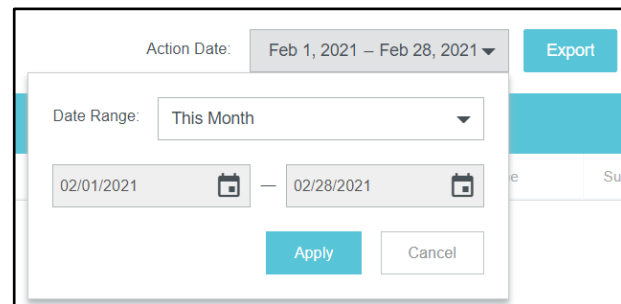 Action Date: Feb 1, 2021 – Feb 28, 2021 Export
Date Range: This Month
02/01/2021 — 02/28/2021
Apply Cancel